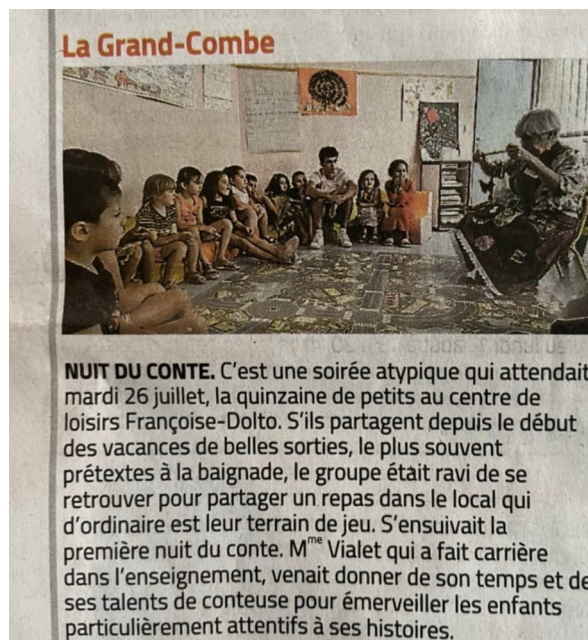 La Grand-Combe
NUIT DU CONTE. C'est une soirée atypique qui attendait
mardi 26 juillet, la quinzaine de petits au centre de
loisirs Françoise-Dolto. S'ils partagent depuis le début
des vacances de belles sorties, le plus souvent
prétextes à la baignade, le groupe était ravi de se
retrouver pour partager un repas dans le local qui
d'ordinaire est leur terrain de jeu. S'ensuivait la
première nuit du conte. Mme Vialet qui a fait carrière
dans l'enseignement, venait donner de son temps et de
ses talents de conteuse pour émerveiller les enfants
particulièrement attentifs à ses histoires.